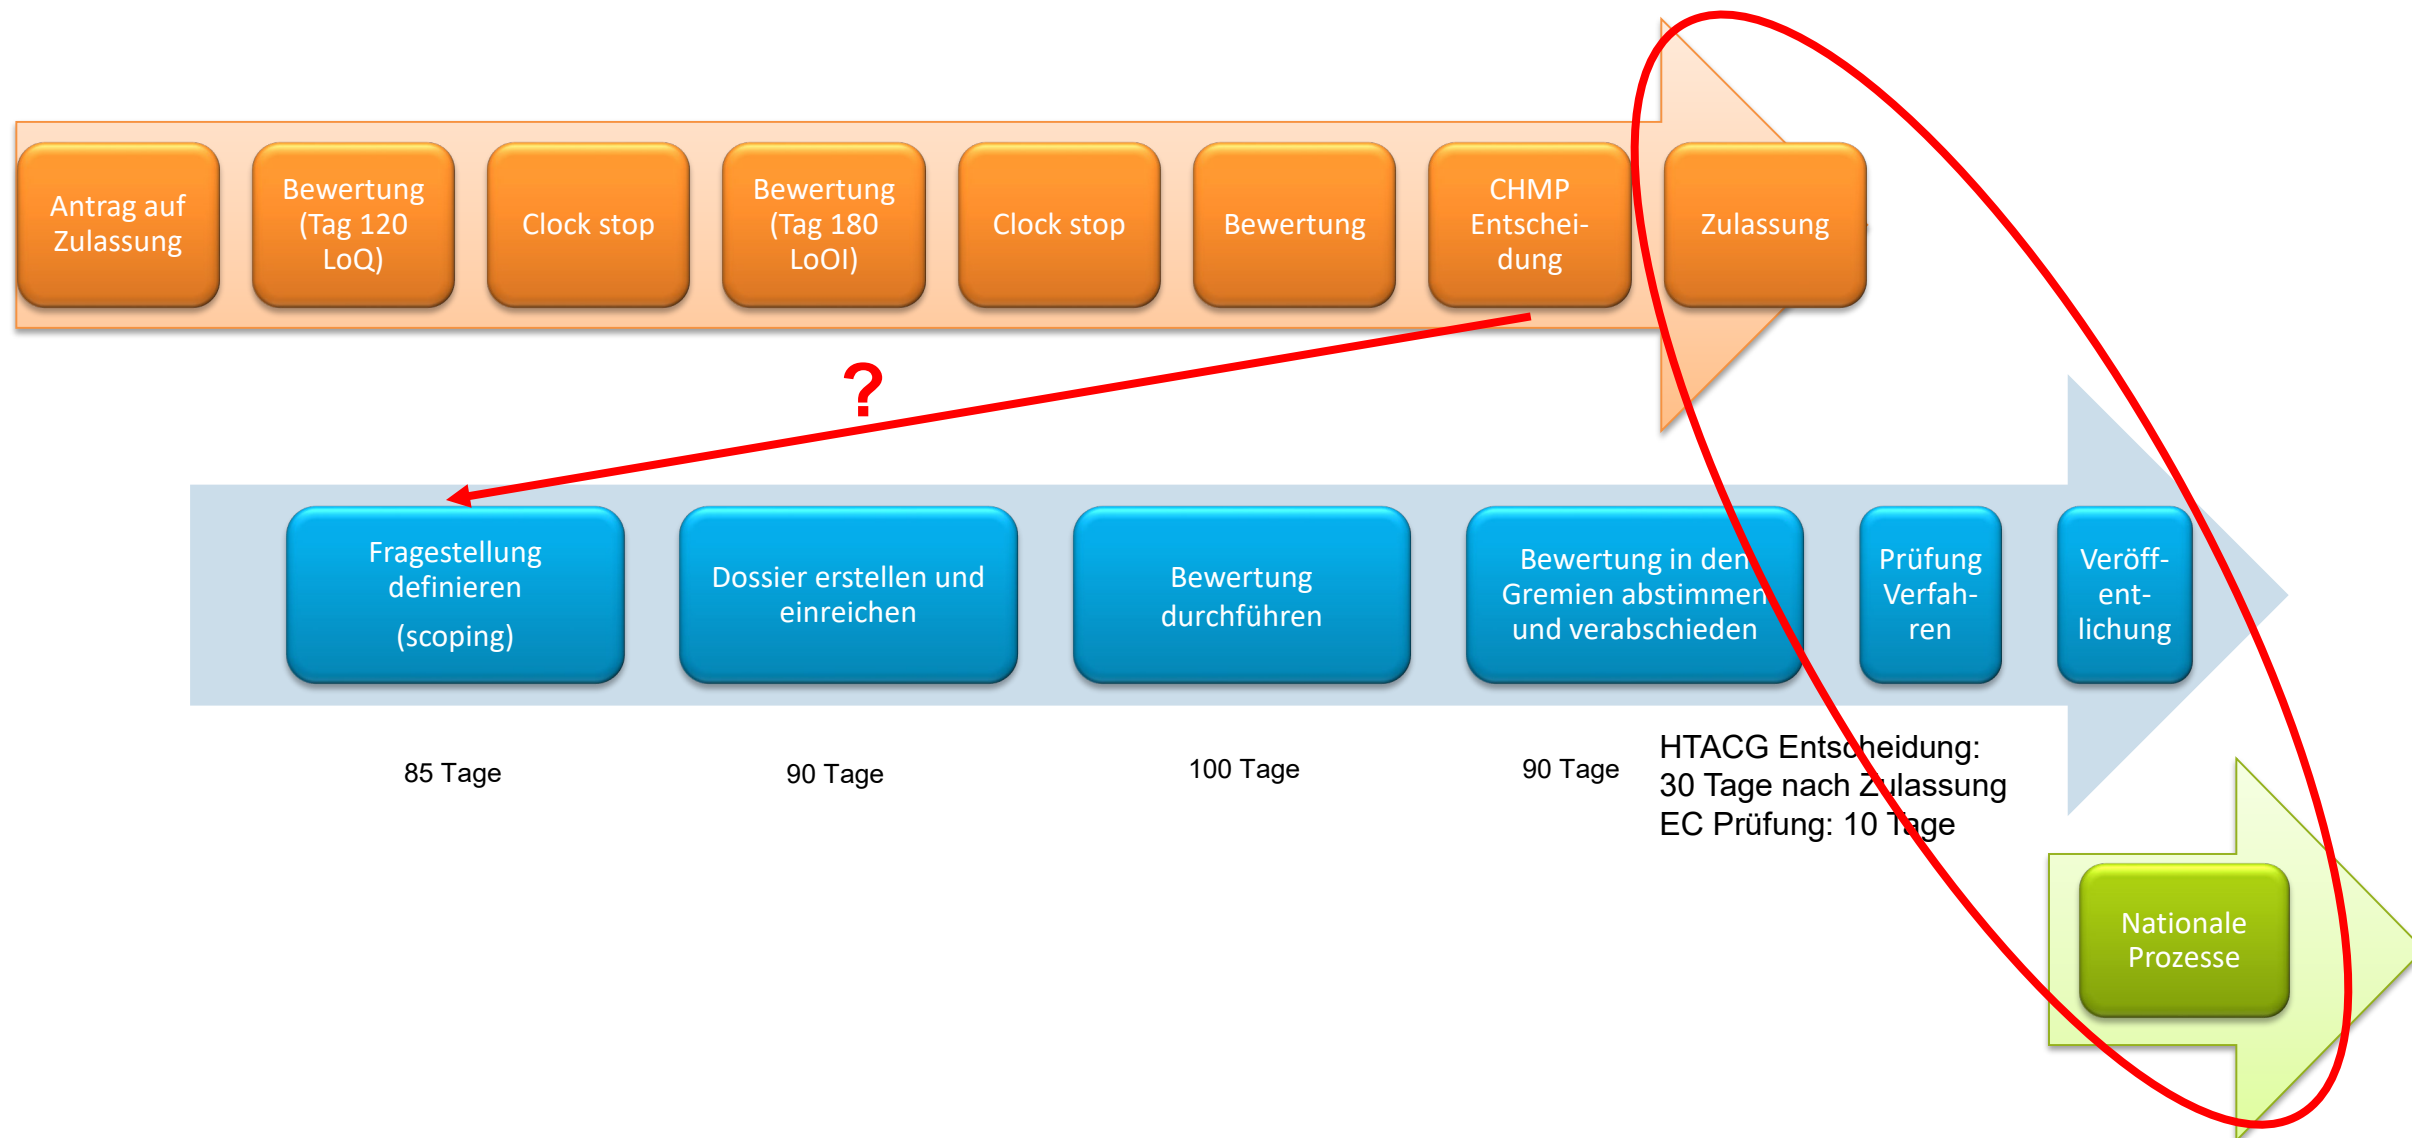 Antrag auf
Zulassung
Bewertung
(Tag 120
LoQ)
Clock stop
Bewertung
(Tag 180
LoOI)
Clock stop
Bewertung
CHMP
Entschei-
dung
Zulassung
?
Fragestellung
definieren
(scoping)
Dossier erstellen und
einreichen
Bewertung
durchführen
Bewertung in den
Gremien abstimmen
und verabschieden
Prüfung
Verfah-
ren
Veröff-
ent-
lichung
85 Tage
90 Tage
100 Tage
90 Tage
HTACG Entscheidung:
30 Tage nach Zulassung
EC Prüfung: 10 Tage
Nationale
Prozesse